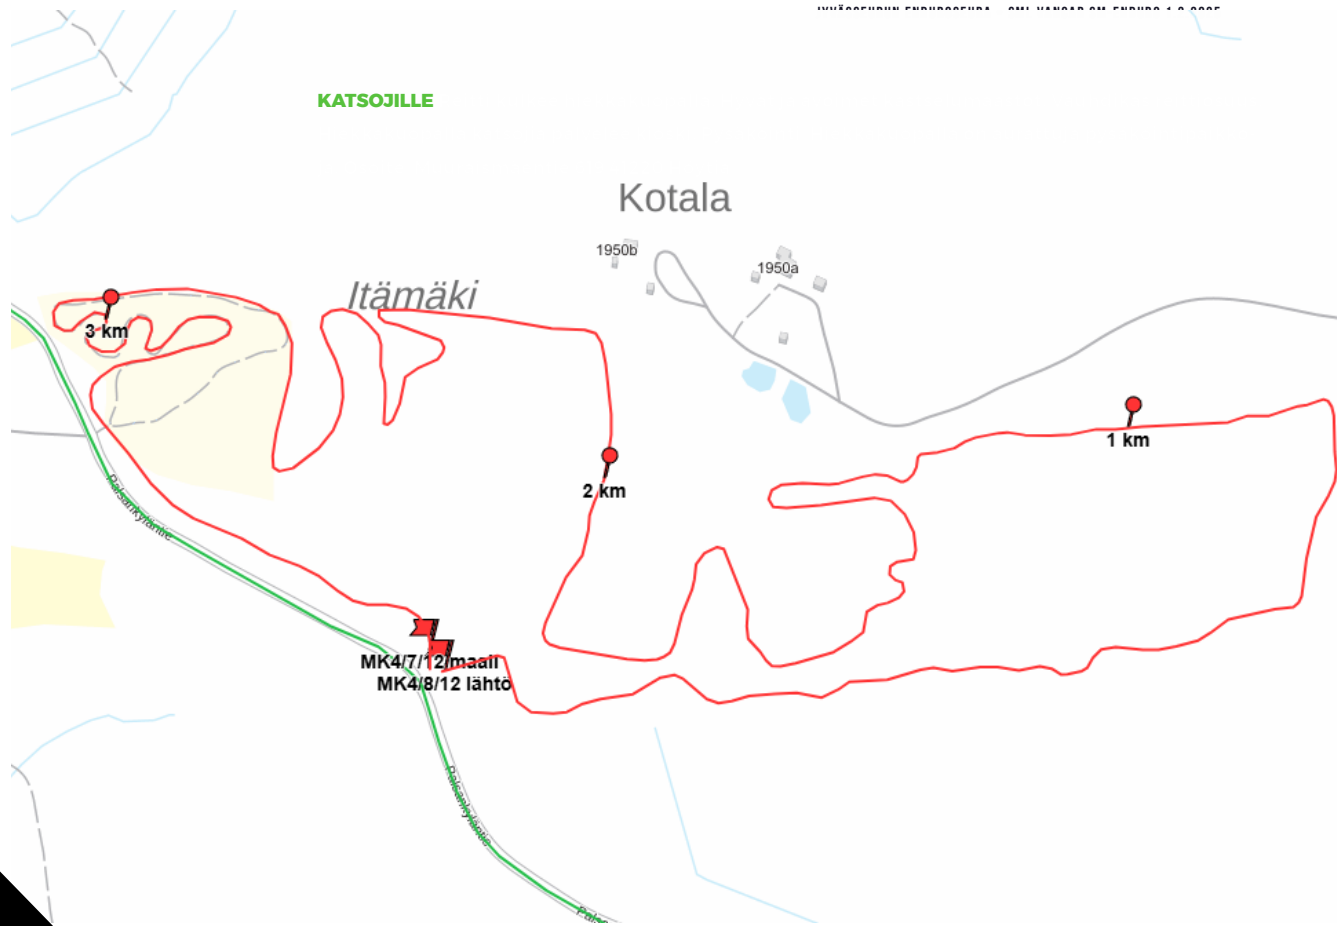 KATSOJILLE
Kotala
1950b
1950a
Itämäki
3 km
1 km
2 km
Palsankyläntie
MK4/7/12 maali
MK4/8/12 lähtö
Palsankyläntie